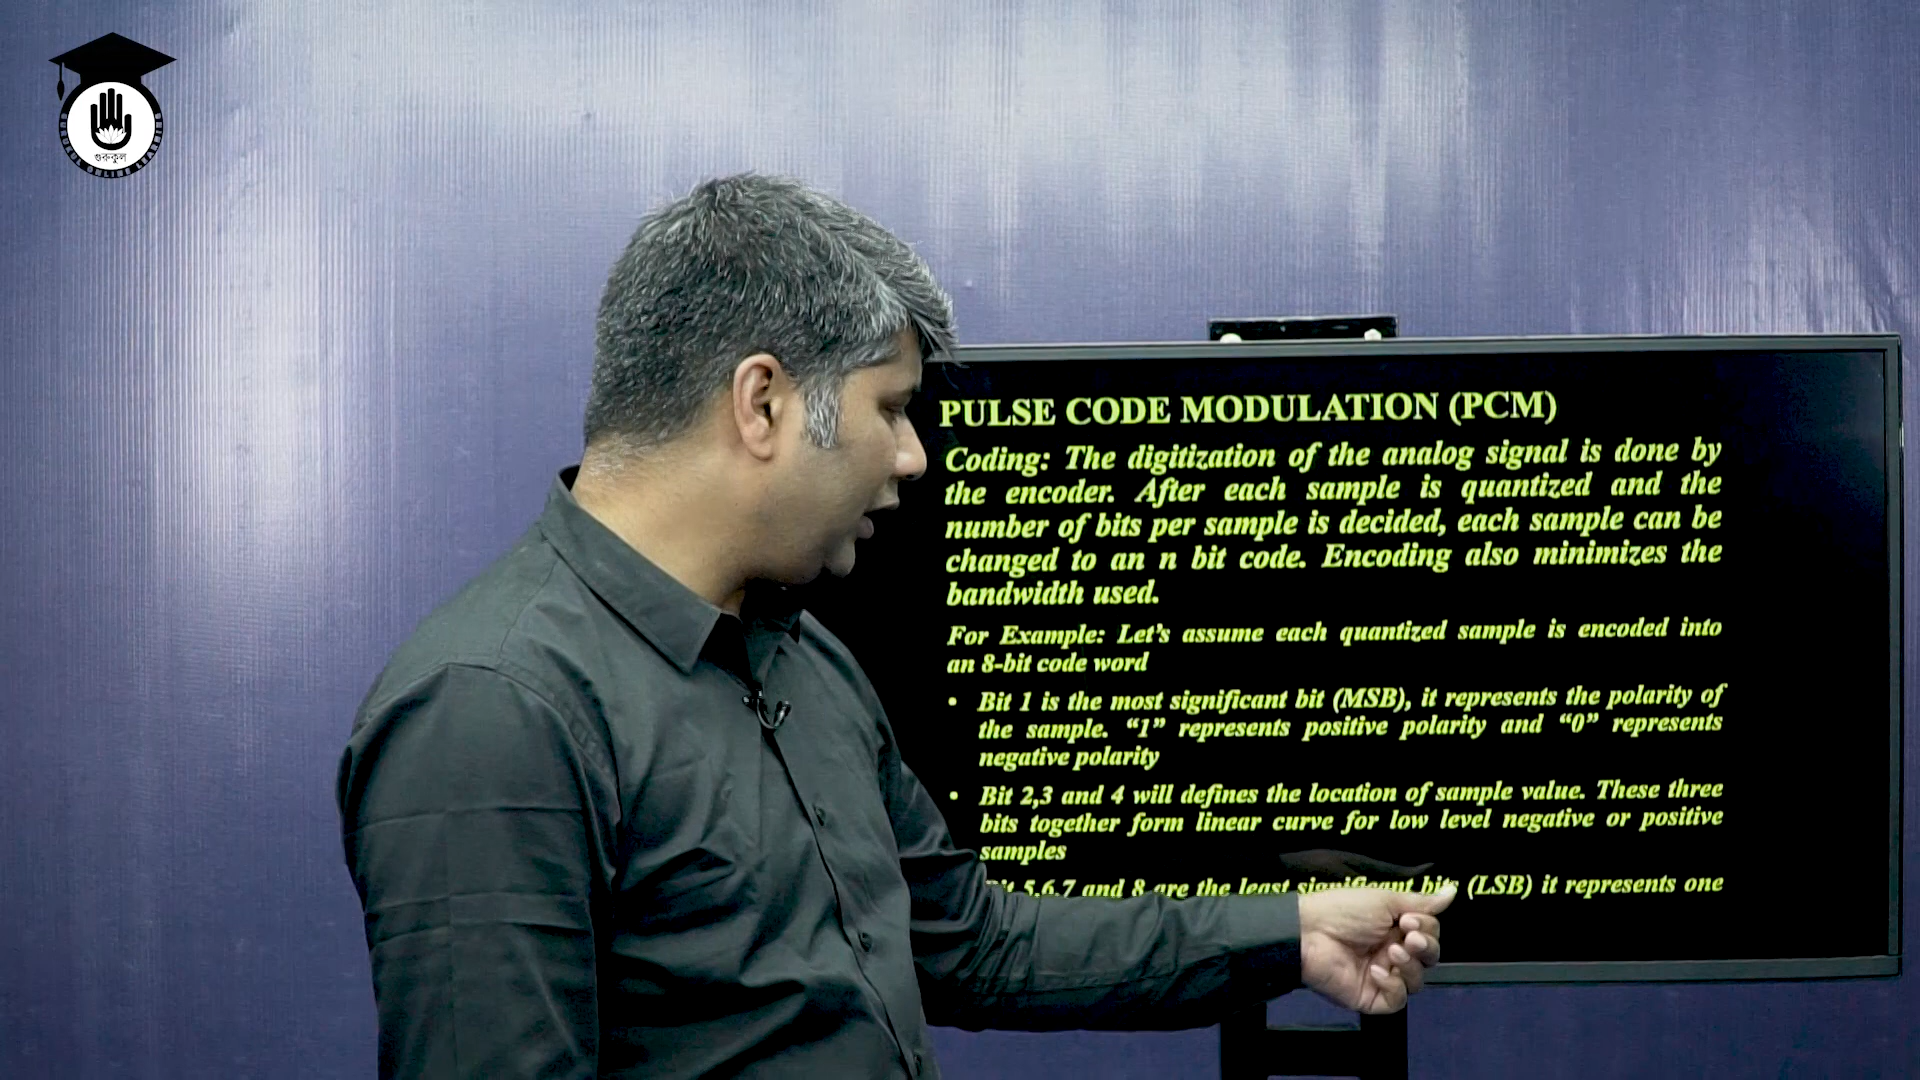 গুরুকুল
GURUKUL ONLINE LEARNING
PULSE CODE MODULATION (PCM)
Coding: The digitization of the analog signal is done by
the encoder. After each sample is quantized and the
number of bits per sample is decided, each sample can be
changed to an n bit code. Encoding also minimizes the
bandwidth used.
For Example: Let's assume each quantized sample is encoded into
an 8-bit code word
• Bit 1 is the most significant bit (MSB), it represents the polarity of
the sample. “1” represents positive polarity and “0” represents
negative polarity
• Bit 2,3 and 4 will defines the location of sample value. These three
bits together form linear curve for low level negative or positive
samples
Bit 5,6,7 and 8 are the least significant bits (LSB) it represents one